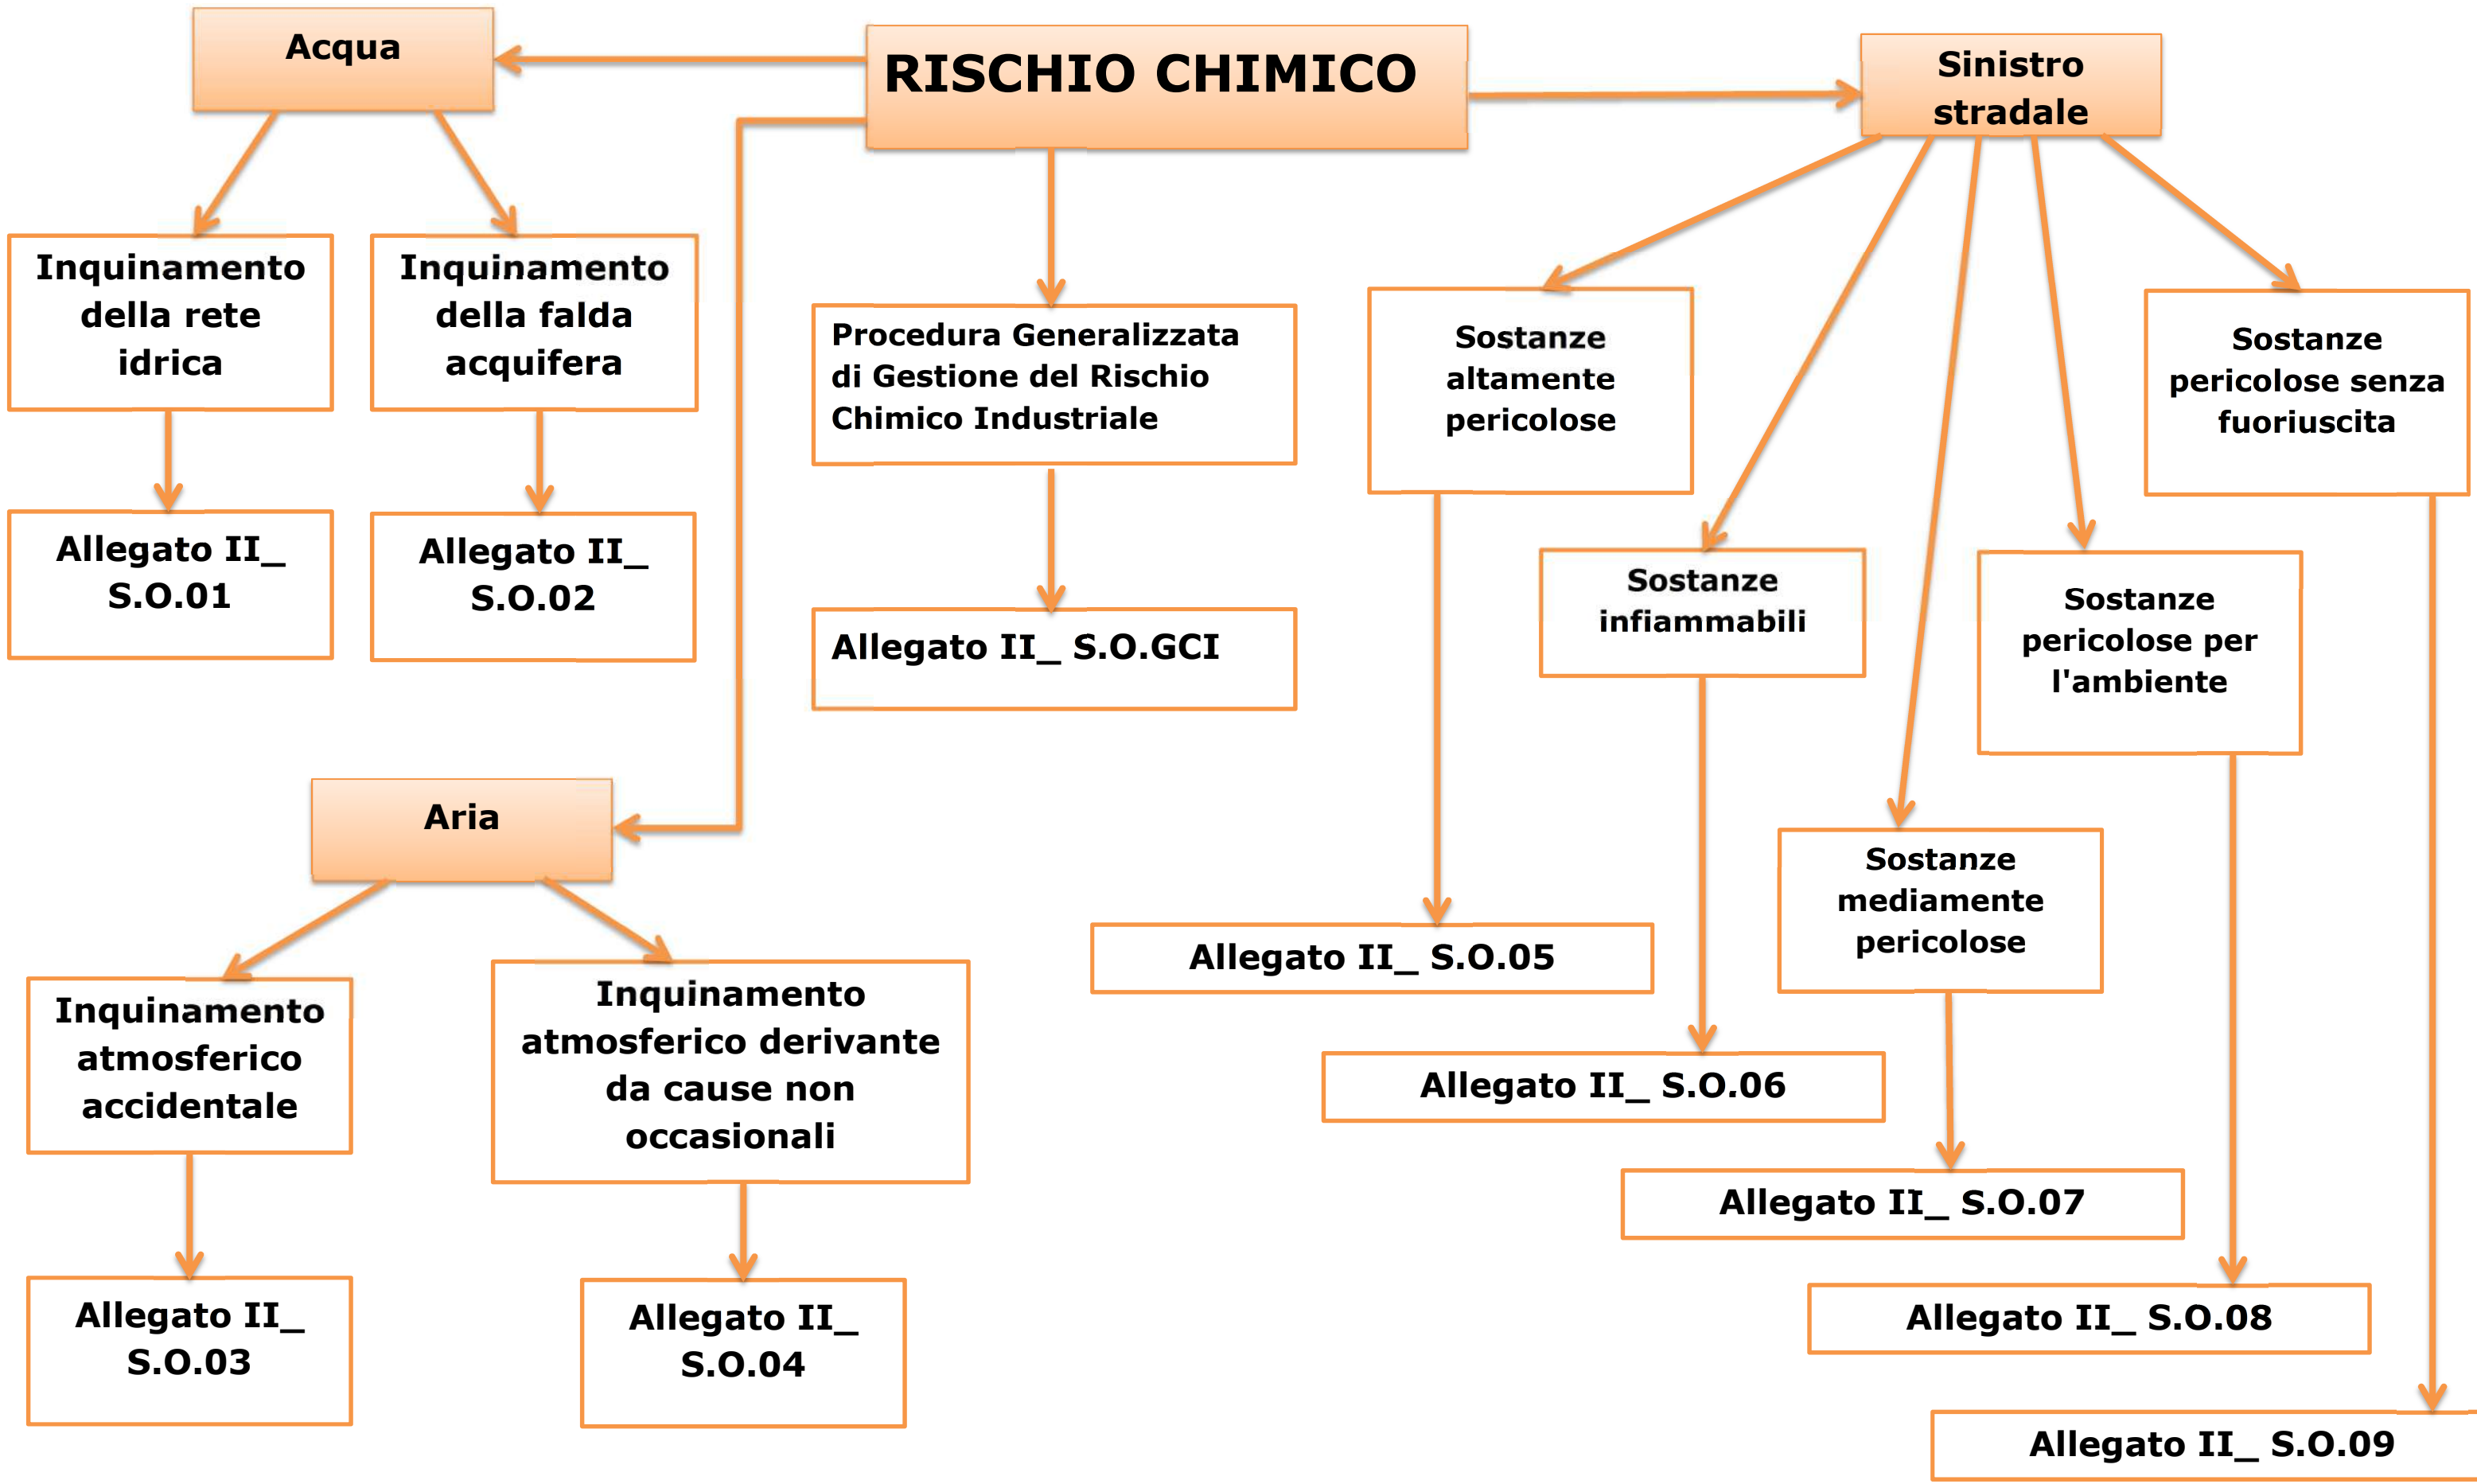 Acqua
RISCHIO CHIMICO
Sinistro
stradale
Inquinamento
della rete
idrica
Inquinamento
della falda
acquifera
Procedura Generalizzata
di Gestione del Rischio
Chimico Industriale
Sostanze
altamente
pericolose
Sostanze
pericolose senza
fuoriuscita
Allegato II_
S.O.01
Allegato II_
S.O.02
Allegato II_ S.O.GCI
Sostanze
infiammabili
Sostanze
pericolose per
l'ambiente
Aria
Sostanze
mediamente
pericolose
Inquinamento
atmosferico
accidentale
Inquinamento
atmosferico derivante
da cause non
occasionali
Allegato II_ S.O.05
Allegato II_ S.O.06
Allegato II_ S.O.07
Allegato II_
S.O.03
Allegato II_
S.O.04
Allegato II_ S.O.08
Allegato II_ S.O.09